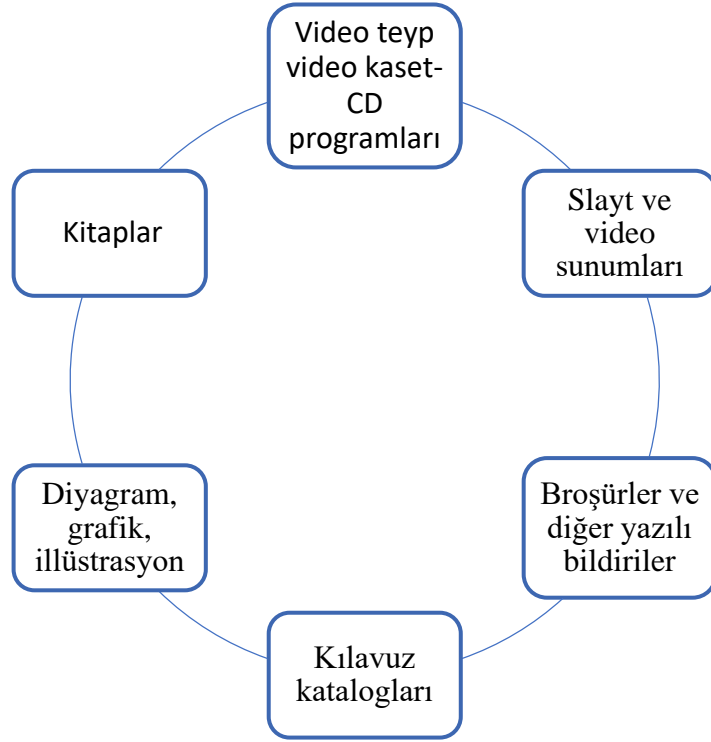 Video teyp
video kaset-
CD
programları
Slayt ve
video
sunumları
Broşürler ve
diğer yazılı
bildiriler
Kılavuz
katalogları
Diyagram,
grafik,
illüstrasyon
Kitaplar